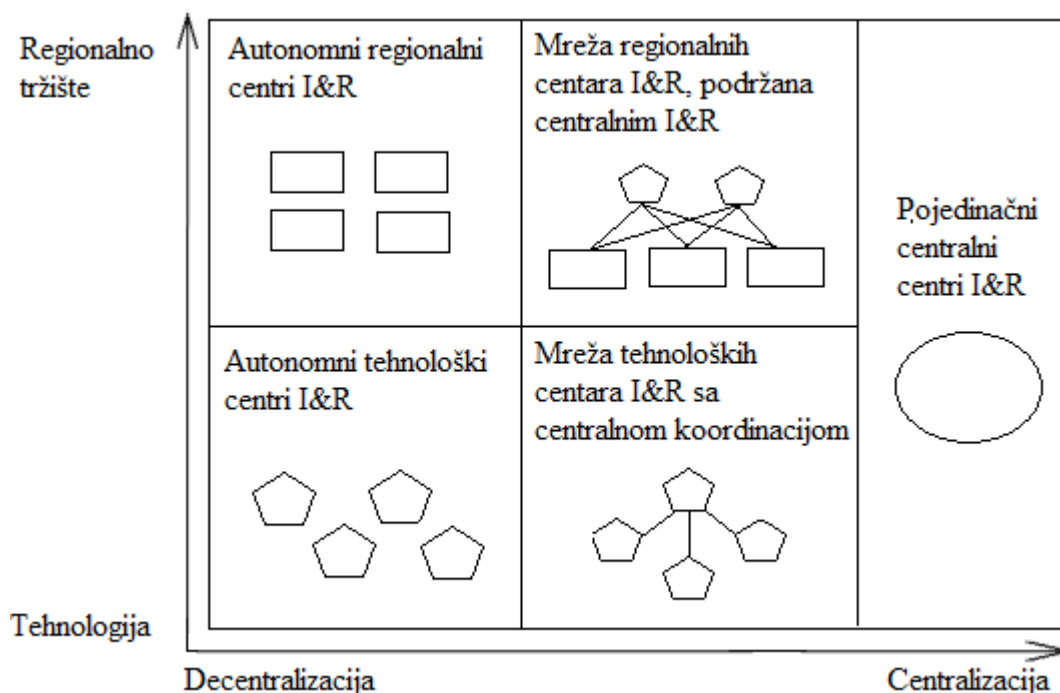 Regionalno
tržište
Autonomni regionalni
centri I&R
Mreža regionalnih
centara I&R, podržana
centralnim I&R
Pojedinačni
centralni
centri I&R
Autonomni tehnološki
centri I&R
Mreža tehnoloških
centara I&R sa
centralnom koordinacijom
Tehnologija
Decentralizacija
Centralizacija